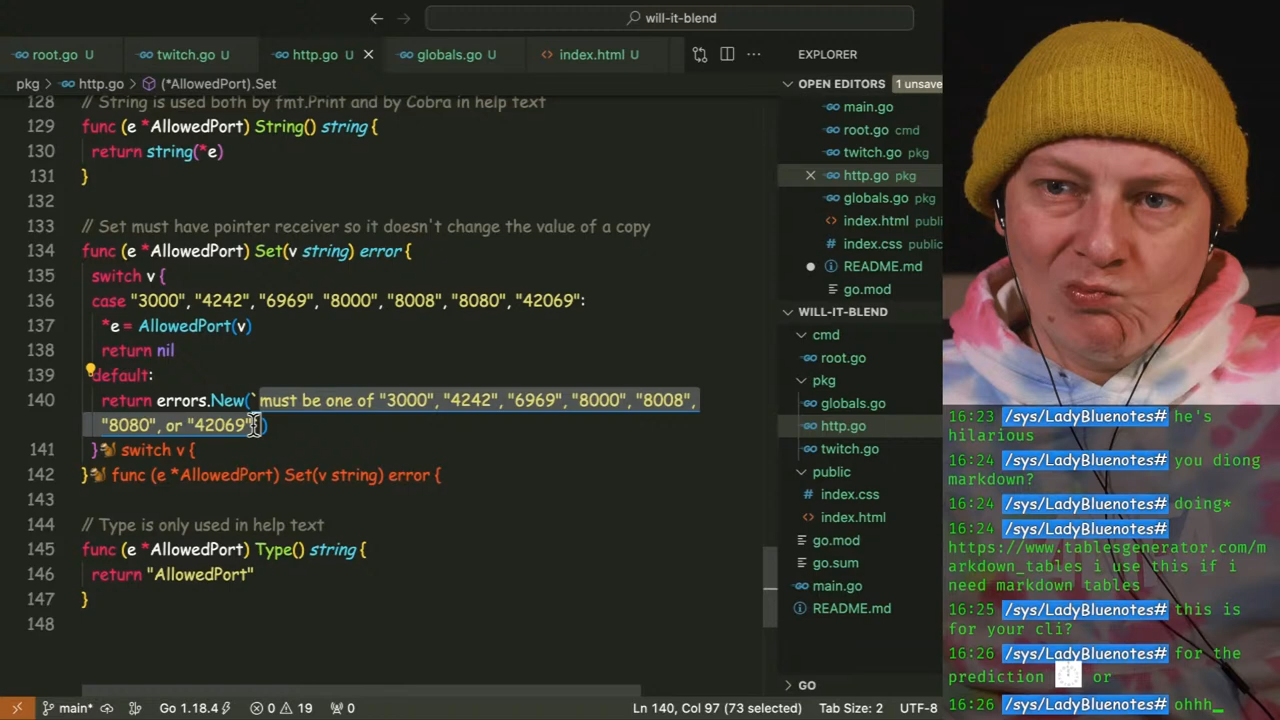 will-it-blend
root.go U
twitch.go U
http.go U
globals.go U
index.html U
EXPLORER
pkg > http.go > (*AllowedPort).Set
OPEN EDITORS 1 unsave
main.go
root.go cmd
twitch.go pkg
http.go pkg
globals.go pkg
index.html publi
index.css public
README.md
go.mod
WILL-IT-BLEND
cmd
root.go
pkg
globals.go
http.go
twitch.go
public
index.css
index.html
go.mod
go.sum
main.go
README.md
GO
128 // String is used both by fmt.Print and by Cobra in help text
129 func (e *AllowedPort) String() string {
130 return string(*e)
131 }
132
133 // Set must have pointer receiver so it doesn't change the value of a copy
134 func (e *AllowedPort) Set(v string) error {
135 switch v {
136 case "3000", "4242", "6969", "8000", "8008", "8080", "42069":
137 *e = AllowedPort(v)
138 return nil
139 default:
140 return errors.New(`must be one of "3000", "4242", "6969", "8000", "8008",
"8080", or "42069"`)
141 } switch v {
142 } func (e *AllowedPort) Set(v string) error {
143
144 // Type is only used in help text
145 func (e *AllowedPort) Type() string {
146 return "AllowedPort"
147 }
148
16:23 /sys/LadyBluenotes# he's
hilarious
16:24 /sys/LadyBluenotes# you diong
markdown?
16:24 /sys/LadyBluenotes# doing*
16:24 /sys/LadyBluenotes#
https://www.tablesgenerator.com/m
arkdown_tables i use this if i
need markdown tables
16:25 /sys/LadyBluenotes# this is
for your cli?
16:26 /sys/LadyBluenotes# for the
prediction or
16:26 /sys/LadyBluenotes# ohhh_
main* Go 1.18.4 0 19 0 Ln 140, Col 97 (73 selected) Tab Size: 2 UTF-8